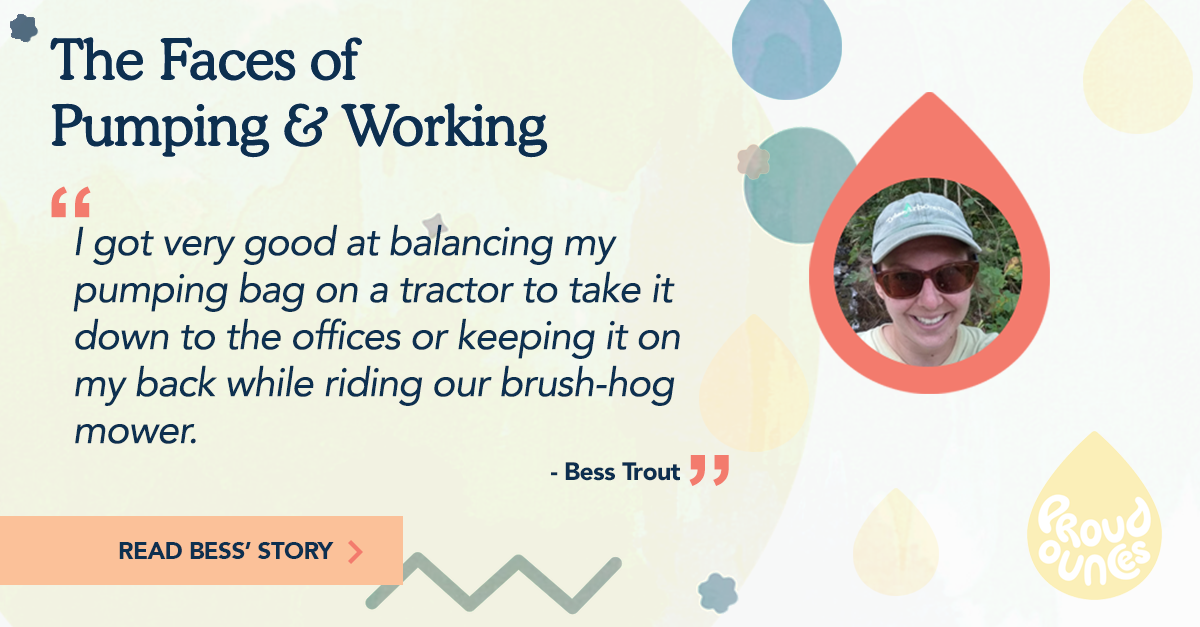 The Faces of
Pumping & Working
“
I got very good at balancing my
pumping bag on a tractor to take it
down to the offices or keeping it on
my back while riding our brush-hog
mower.
- Bess Trout ”
READ BESS’ STORY
PROUD
OUNCES